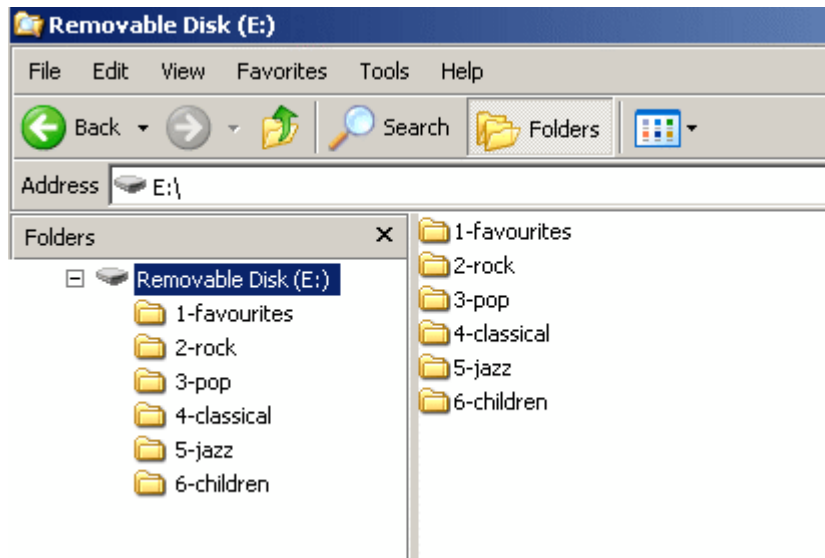 Removable Disk (E:)
File Edit View Favorites Tools Help
Back Search Folders
Address E:\
Folders
Removable Disk (E:)
1-favourites
2-rock
3-pop
4-classical
5-jazz
6-children
1-favourites
2-rock
3-pop
4-classical
5-jazz
6-children